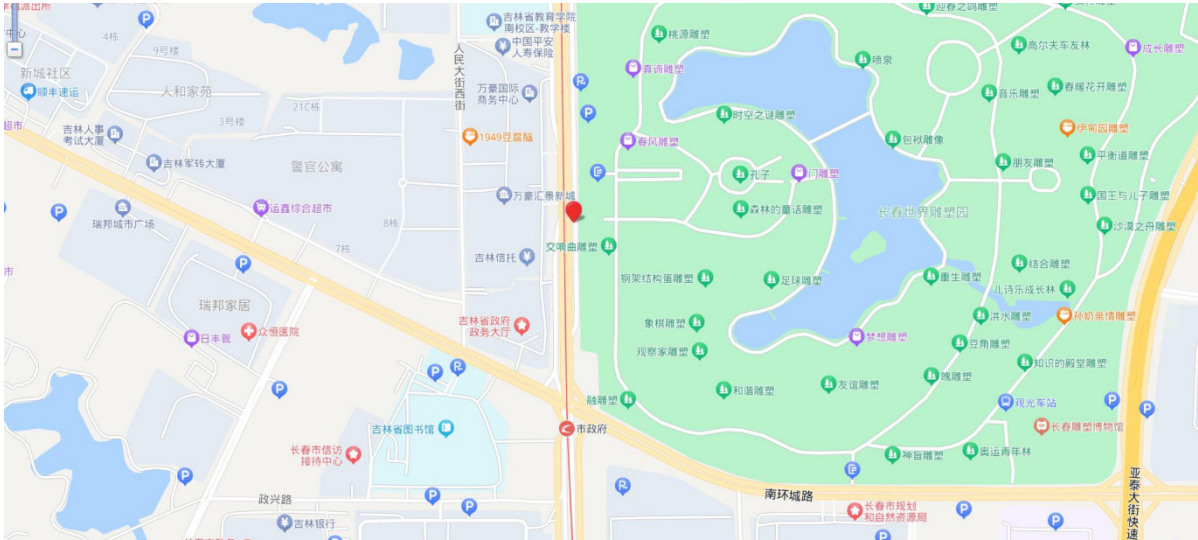 吉林省教育学院
南校区-教学楼
迎春之鸣雕塑
4栋
9号楼
人民大街西街
中国平安
人寿保险
桃源雕塑
高尔夫车友林
成长雕塑
新城社区
喷泉
真谛雕塑
顺丰速运
人和家苑
万豪国际
商务中心
音乐雕塑
春暖花开雕塑
21C栋
3号楼
时空之谜雕塑
超市
吉林人事
考试大厦
1949豆腐脑
春风雕塑
包袱雕像
伊甸园雕塑
平衡道雕塑
吉林军转大厦
警官公寓
孔子
门雕塑
朋友雕塑
万豪汇景新城
国王与儿子雕塑
运鑫综合超市
森林的童话雕塑
长春世界雕塑园
瑞邦城市广场
8栋
沙漠之舟雕塑
7栋
交响曲雕塑
吉林信托
结合雕塑
市
钢架结构蛋雕塑
足球雕塑
重生雕塑
儿诗乐成长林
瑞邦家居
吉林省政府
政务大厅
象棋雕塑
洪水雕塑
孙奶亲情雕塑
日丰管
众恒医院
梦想雕塑
豆角雕塑
观察家雕塑
知识的殿堂雕塑
和谐雕塑
友谊雕塑
魄雕塑
融雕塑
观光车站
吉林省图书馆
市政府
长春雕塑博物馆
长春市信访
接待中心
神旨雕塑
奥运青年林
亚泰大街快速
政兴路
南环城路
长春市规划
和自然资源局
吉林银行